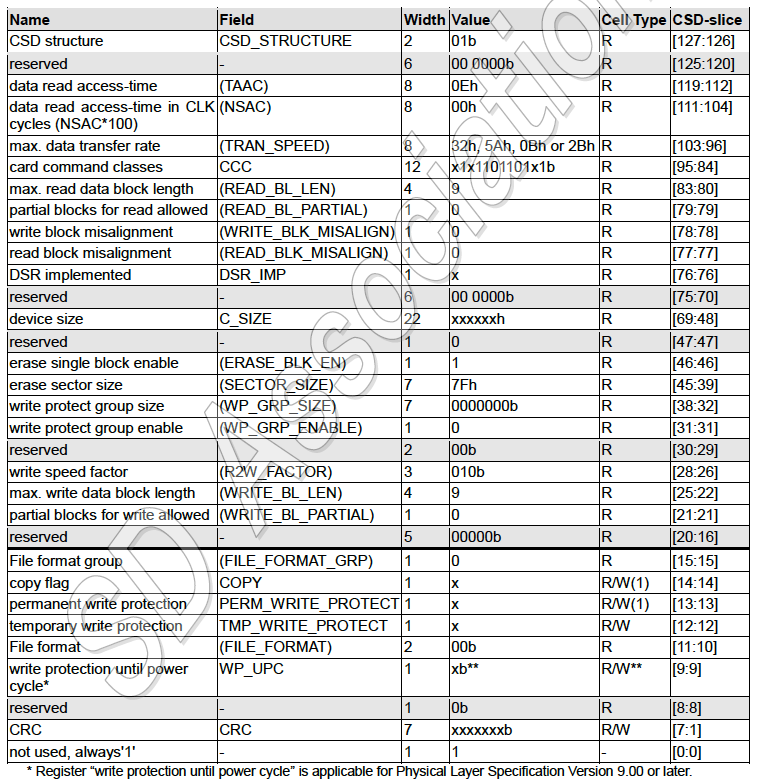 Name Field Width Value Cell Type CSD-slice
CSD structure CSD_STRUCTURE 2 01b R [127:126]
reserved - 6 00 0000b R [125:120]
data read access-time (TAAC) 8 0Eh R [119:112]
data read access-time in CLK (NSAC) 8 00h R [111:104]
cycles (NSAC*100)
max. data transfer rate (TRAN_SPEED) 8 32h, 5Ah, 0Bh or 2Bh R [103:96]
card command classes CCC 12 x1x1101101x1b R [95:84]
max. read data block length (READ_BL_LEN) 4 9 R [83:80]
partial blocks for read allowed (READ_BL_PARTIAL) 1 0 R [79:79]
write block misalignment (WRITE_BLK_MISALIGN) 1 0 R [78:78]
read block misalignment (READ_BLK_MISALIGN) 1 0 R [77:77]
DSR implemented DSR_IMP 1 x R [76:76]
reserved - 6 00 0000b R [75:70]
device size C_SIZE 22 xxxxxxh R [69:48]
reserved - 1 0 R [47:47]
erase single block enable (ERASE_BLK_EN) 1 1 R [46:46]
erase sector size (SECTOR_SIZE) 7 7Fh R [45:39]
write protect group size (WP_GRP_SIZE) 7 0000000b R [38:32]
write protect group enable (WP_GRP_ENABLE) 1 0 R [31:31]
reserved 2 00b R [30:29]
write speed factor (R2W_FACTOR) 3 010b R [28:26]
max. write data block length (WRITE_BL_LEN) 4 9 R [25:22]
partial blocks for write allowed (WRITE_BL_PARTIAL) 1 0 R [21:21]
reserved - 5 00000b R [20:16]
File format group (FILE_FORMAT_GRP) 1 0 R [15:15]
copy flag COPY 1 x R/W(1) [14:14]
permanent write protection PERM_WRITE_PROTECT 1 x R/W(1) [13:13]
temporary write protection TMP_WRITE_PROTECT 1 x R/W [12:12]
File format (FILE_FORMAT) 2 00b R [11:10]
write protection until power WP_UPC 1 xb** R/W** [9:9]
cycle*
reserved - 1 0b R [8:8]
CRC CRC 7 xxxxxxxb R/W [7:1]
not used, always'1' - 1 1 - [0:0]
* Register “write protection until power cycle” is applicable for Physical Layer Specification Version 9.00 or later.
SD Association